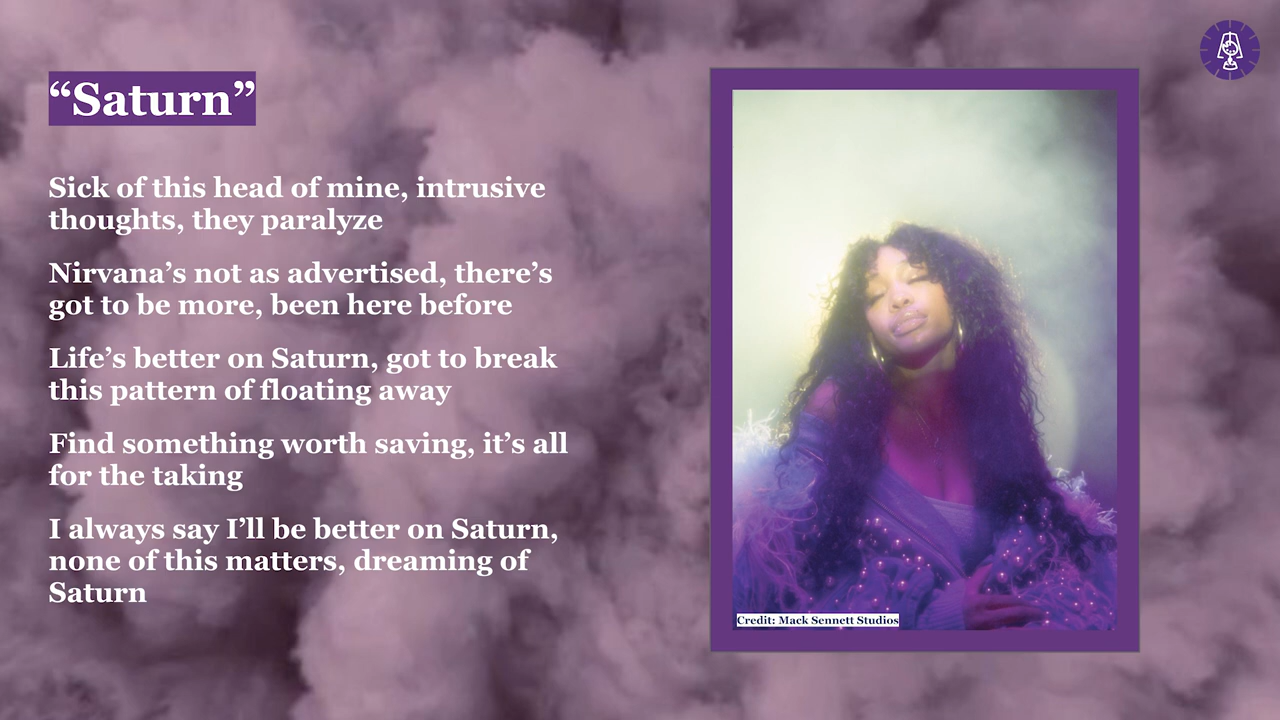 “Saturn”
Sick of this head of mine, intrusive
thoughts, they paralyze
Nirvana’s not as advertised, there’s
got to be more, been here before
Life’s better on Saturn, got to break
this pattern of floating away
Find something worth saving, it’s all
for the taking
I always say I’ll be better on Saturn,
none of this matters, dreaming of
Saturn
Credit: Mack Sennett Studios